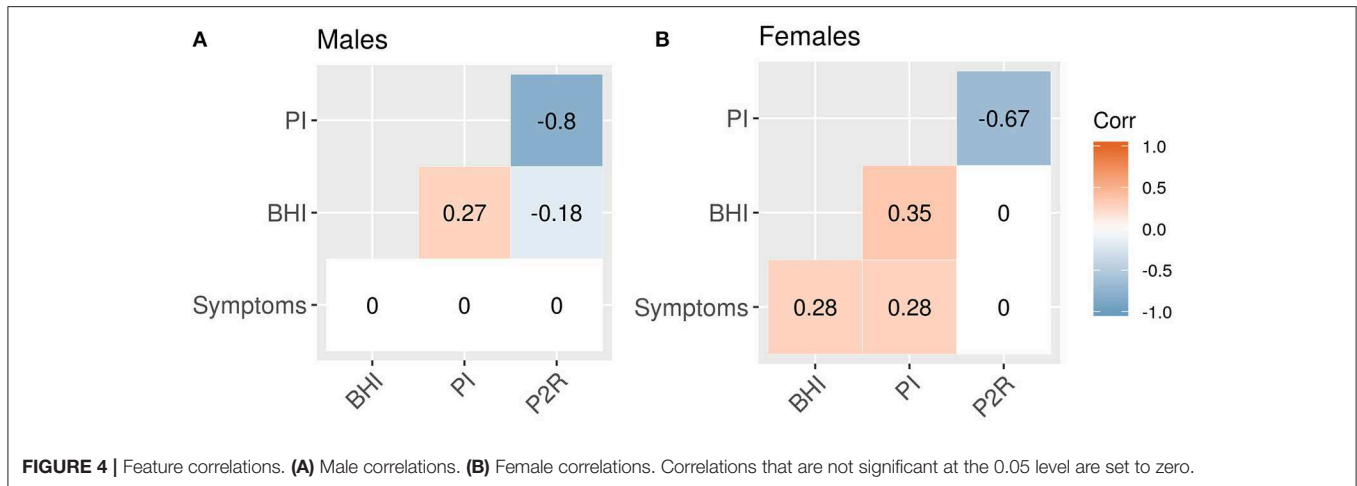 A Males
B Females
PI
-0.8
BHI
0.27 -0.18
Symptoms
0 0 0
BHI PI P2R
PI
-0.67
BHI
0.35 0
Symptoms
0.28 0.28 0
BHI PI P2R
Corr
1.0
0.5
0.0
-0.5
-1.0
FIGURE 4 | Feature correlations. (A) Male correlations. (B) Female correlations. Correlations that are not significant at the 0.05 level are set to zero.